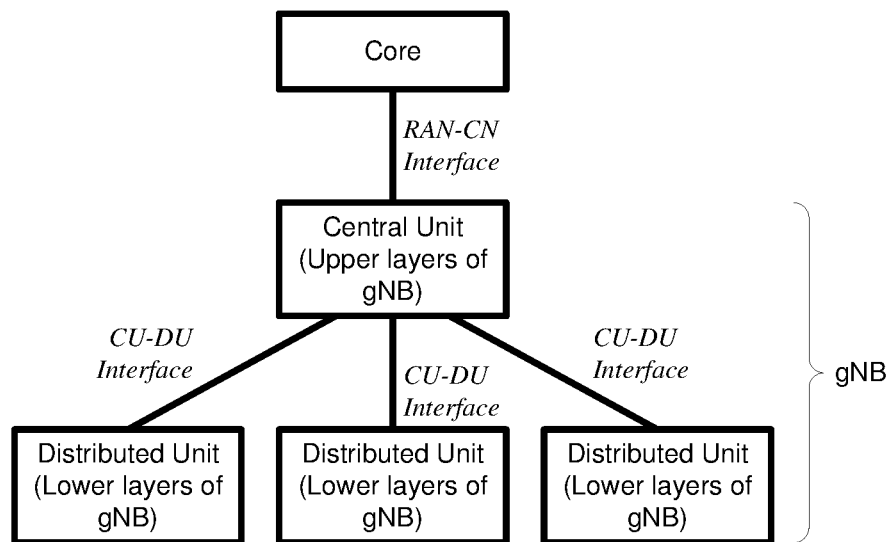 Core
RAN-CN
Interface
Central Unit
(Upper layers of
gNB)
CU-DU
Interface
CU-DU
Interface
CU-DU
Interface
gNB
Distributed Unit
(Lower layers of
gNB)
Distributed Unit
(Lower layers of
gNB)
Distributed Unit
(Lower layers of
gNB)